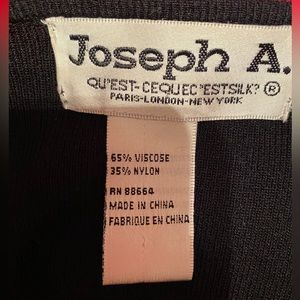 Joseph A.
QU'EST-CEQUEC'ESTSILK? ®
PARIS-LONDON-NEW YORK
65% VISCOSE
35% NYLON
RN 88664
MADE IN CHINA
FABRIQUE EN CHINA